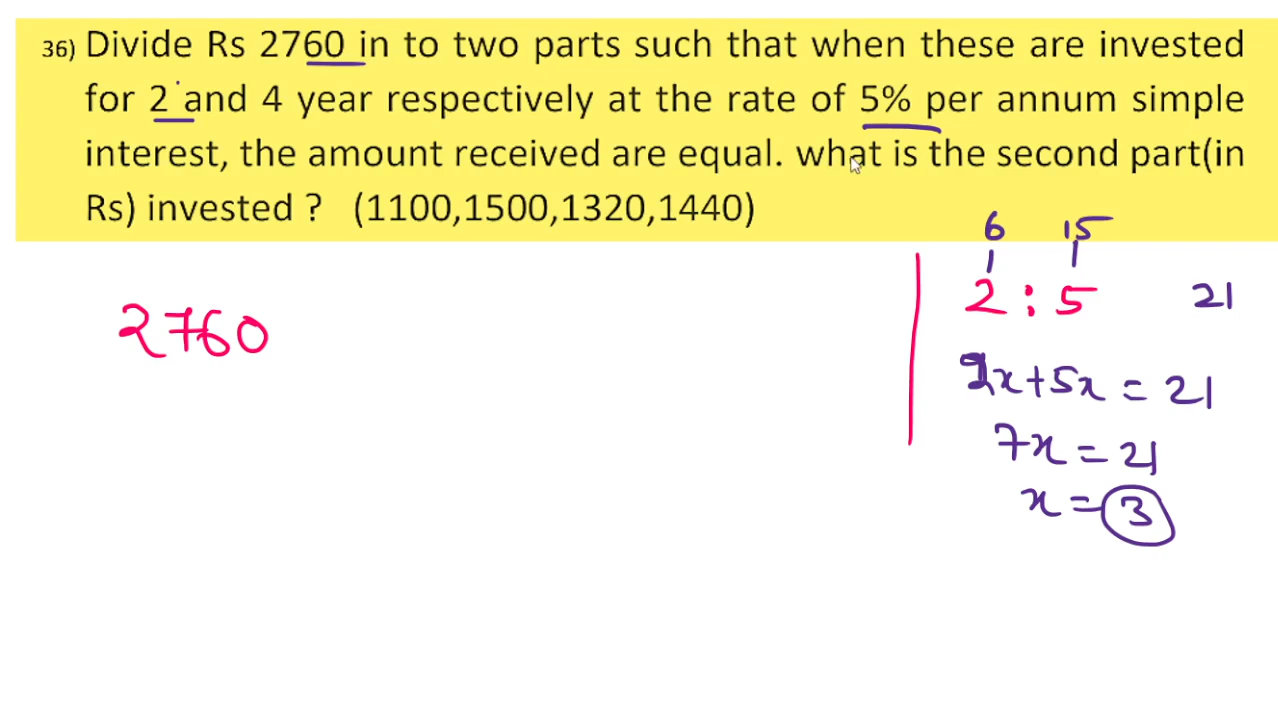 36) Divide Rs 2760 in to two parts such that when these are invested
for 2 and 4 year respectively at the rate of 5% per annum simple
interest, the amount received are equal. what is the second part(in
Rs) invested ? (1100,1500,1320,1440)
6 15
2 : 5 21
2760
2x+5x = 21
7x = 21
x = 3